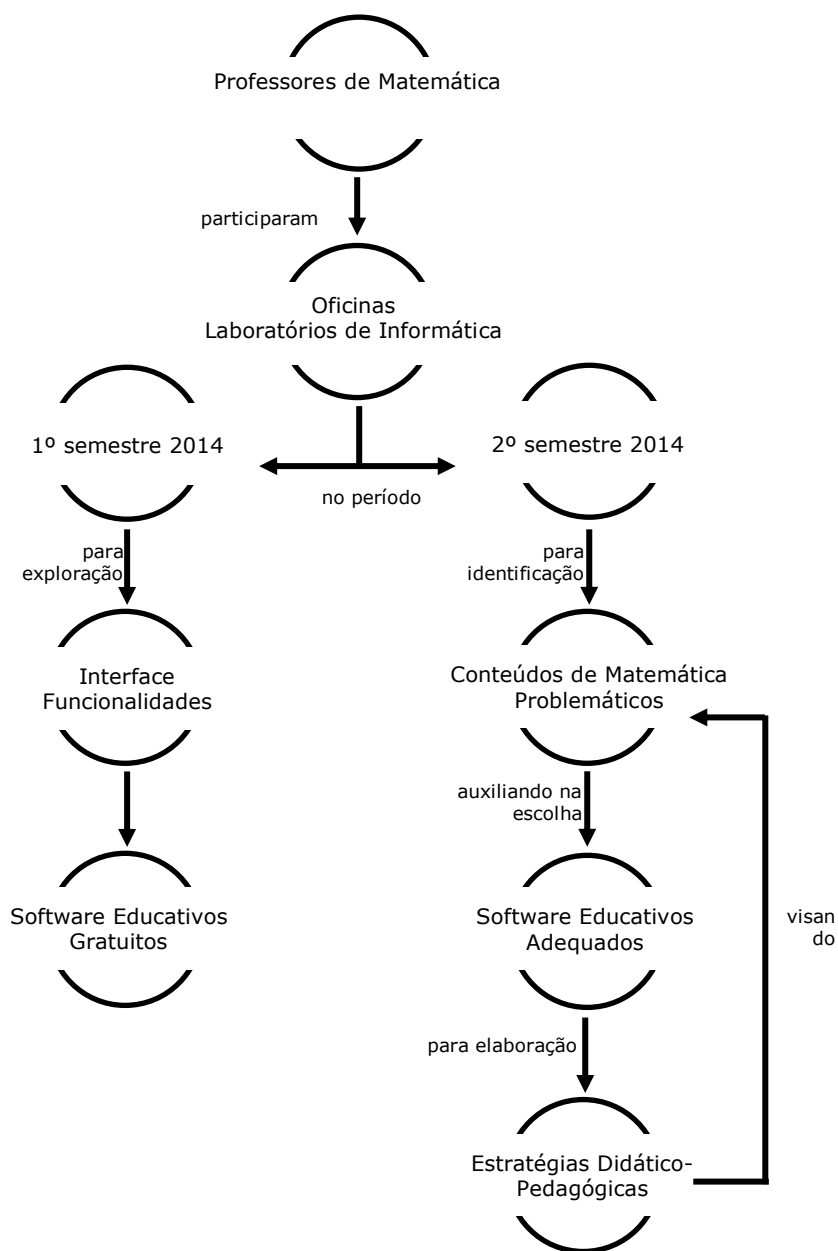 Professores de Matemática
participaram
Oficinas
Laboratórios de Informática
1º semestre 2014
2º semestre 2014
no período
para
exploração
para
identificação
Interface
Funcionalidades
Conteúdos de Matemática
Problemáticos
auxiliando na
escolha
Software Educativos
Gratuitos
Software Educativos
Adequados
visan
do
para elaboração
Estratégias Didático-
Pedagógicas